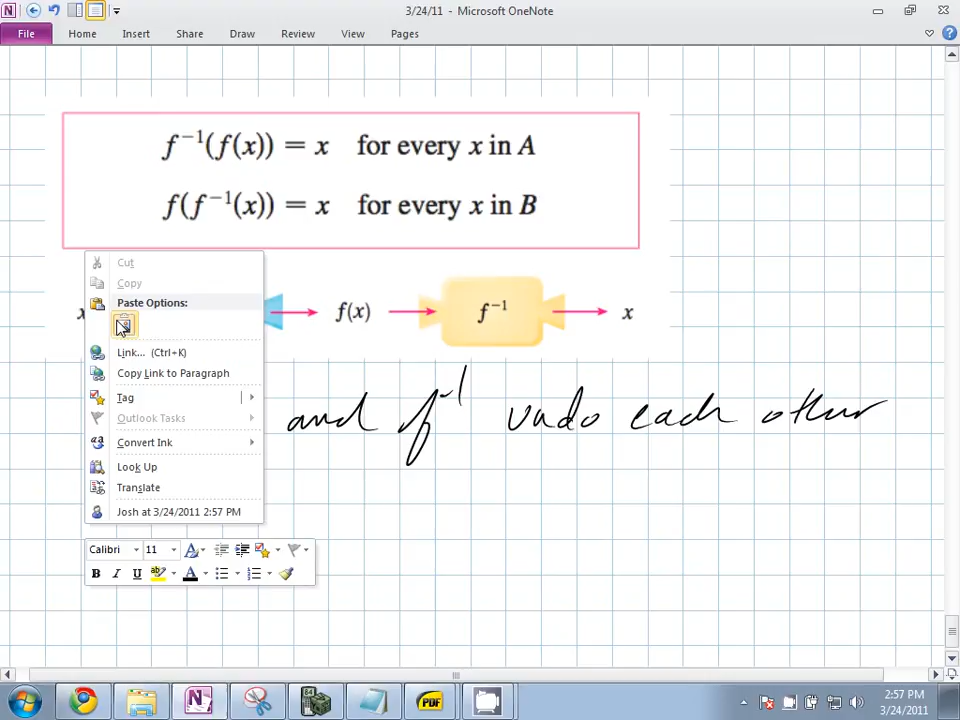 3/24/11 - Microsoft OneNote
File Home Insert Share Draw Review View Pages
f⁻¹(f(x)) = x for every x in A
f(f⁻¹(x)) = x for every x in B
f(x) f⁻¹ x
and f⁻¹ undo each other
Cut
Copy
Paste Options:
Link... (Ctrl+K)
Copy Link to Paragraph
Tag
Outlook Tasks
Convert Ink
Look Up
Translate
Josh at 3/24/2011 2:57 PM
Calibri 11
B I U ab A
PDF
2:57 PM
3/24/2011